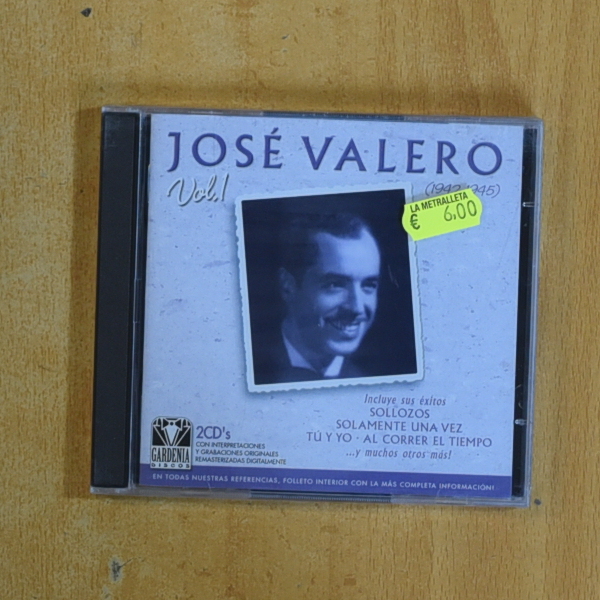 JOSÉ VALERO
Vol.1
(1942-1945)
LA METRALLETA
€ 6,00
Incluye sus éxitos
SOLLOZOS
SOLAMENTE UNA VEZ
TÚ Y YO · AL CORRER EL TIEMPO
...y muchos otros más!
GARDENIA
DISCOS
2CD's
CON INTERPRETACIONES
Y GRABACIONES ORIGINALES
REMASTERIZADAS DIGITALMENTE
EN TODAS NUESTRAS REFERENCIAS, FOLLETO INTERIOR CON LA MÁS COMPLETA INFORMACIÓN!